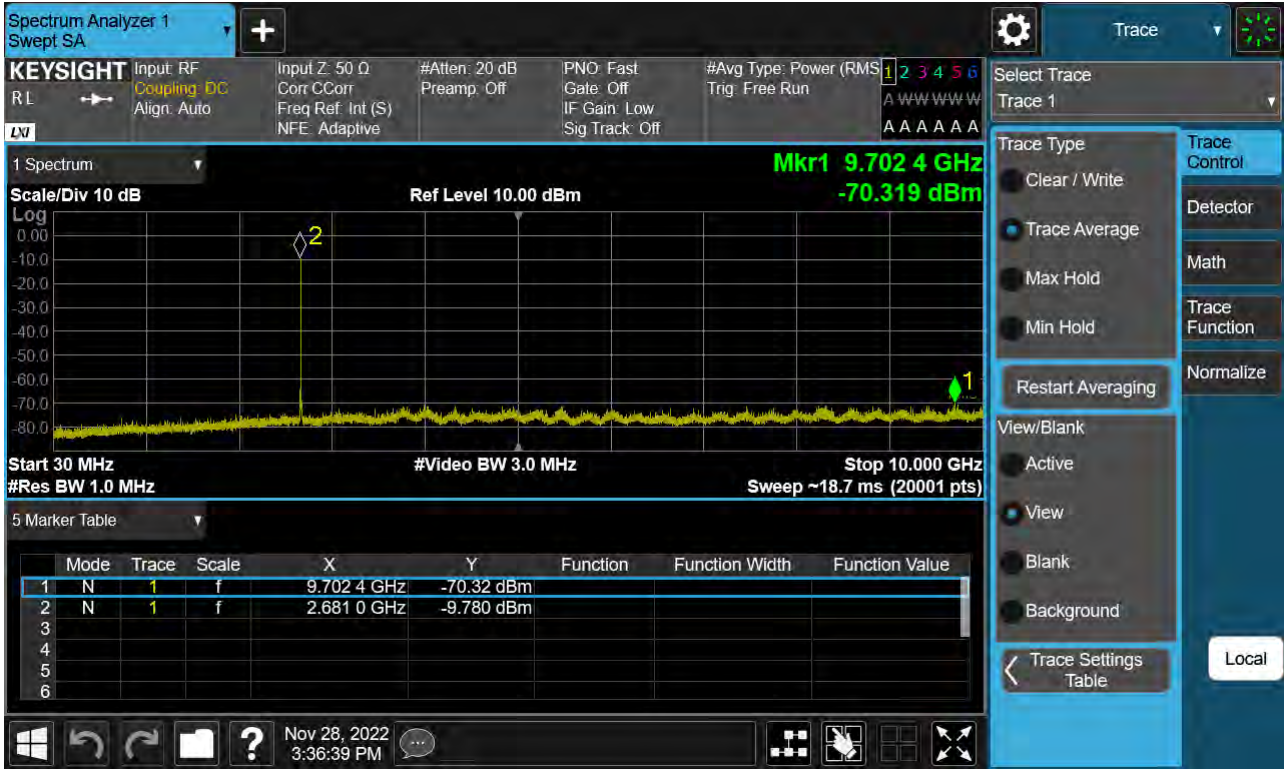 Spectrum Analyzer 1
Swept SA
+
Trace
KEYSIGHT Input: RF Input Z: 50 Ω #Atten: 20 dB PNO: Fast #Avg Type: Power (RMS 1 2 3 4 5 6
RL Coupling: DC Corr CCorr Preamp: Off Gate: Off Trig: Free Run A W W W W W
Align: Auto Freq Ref: Int (S) IF Gain: Low
LXI NFE: Adaptive Sig Track: Off A A A A A A
Select Trace
Trace 1
1 Spectrum
Mkr1 9.702 4 GHz
Scale/Div 10 dB Ref Level 10.00 dBm -70.319 dBm
Log
0.00
-10.0
-20.0
-30.0
-40.0
-50.0
-60.0
-70.0
-80.0
2
1
Start 30 MHz #Video BW 3.0 MHz Stop 10.000 GHz
#Res BW 1.0 MHz Sweep ~18.7 ms (20001 pts)
5 Marker Table
Mode Trace Scale X Y Function Function Width Function Value
1 N 1 f 9.702 4 GHz -70.32 dBm
2 N 1 f 2.681 0 GHz -9.780 dBm
3
4
5
6
Trace Type
Clear / Write
Trace Average
Max Hold
Min Hold
Restart Averaging
View/Blank
Active
View
Blank
Background
Trace Settings
Table
Trace
Control
Detector
Math
Trace
Function
Normalize
Local
?
Nov 28, 2022
3:36:39 PM